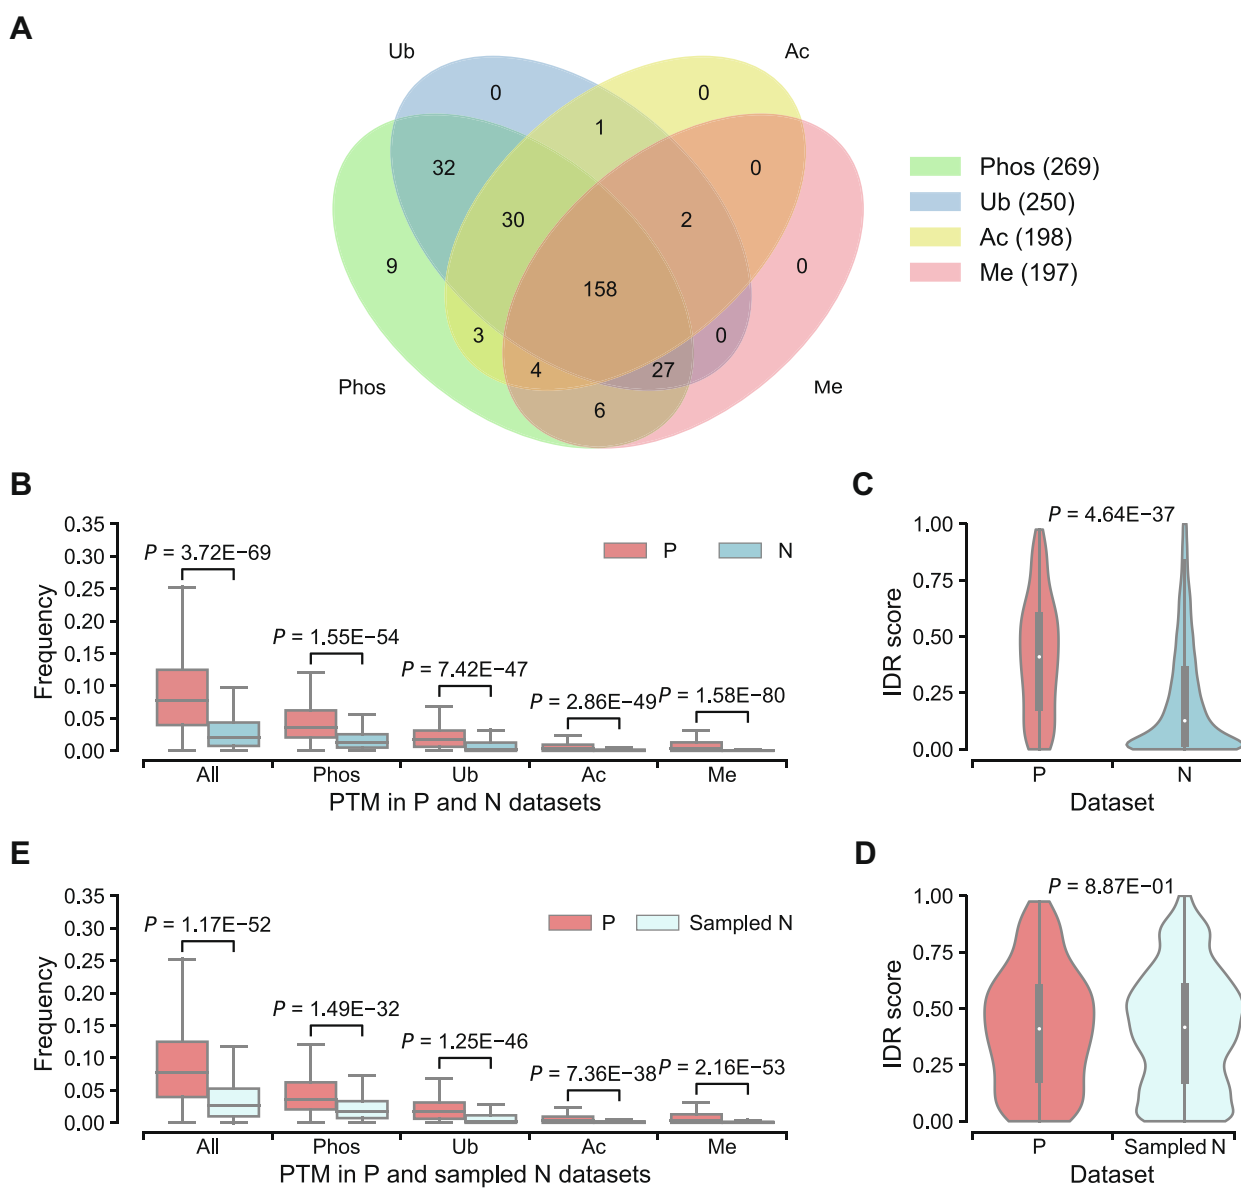 A
Ub
Ac
0
0
1
32
0
30
2
9
0
158
3
0
4
27
6
Phos
Me
Phos (269)
Ub (250)
Ac (198)
Me (197)
B
Frequency
0.35
0.30
0.25
0.20
0.15
0.10
0.05
0.00
P = 3.72E−69
P = 1.55E−54
P = 7.42E−47
P = 2.86E−49
P = 1.58E−80
P
N
All
Phos
Ub
Ac
Me
PTM in P and N datasets
C
IDR score
1.00
0.75
0.50
0.25
0.00
P = 4.64E−37
P
N
Dataset
E
Frequency
0.35
0.30
0.25
0.20
0.15
0.10
0.05
0.00
P = 1.17E−52
P = 1.49E−32
P = 1.25E−46
P = 7.36E−38
P = 2.16E−53
P
Sampled N
All
Phos
Ub
Ac
Me
PTM in P and sampled N datasets
D
IDR score
1.00
0.75
0.50
0.25
0.00
P = 8.87E−01
P
Sampled N
Dataset